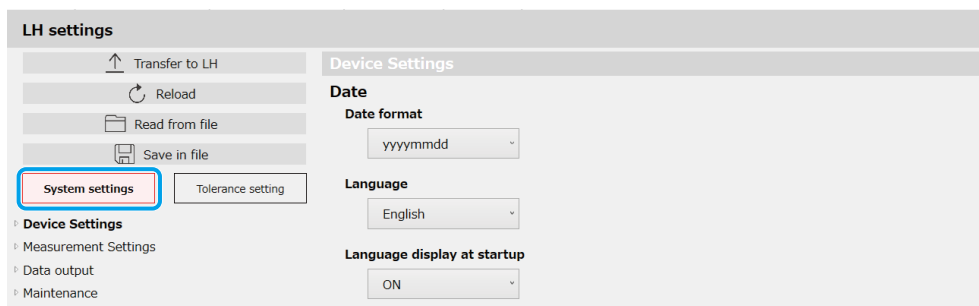 LH settings
Transfer to LH
Reload
Read from file
Save in file
System settings
Tolerance setting
Device Settings
Measurement Settings
Data output
Maintenance
Device Settings
Date
Date format
yyyymmdd
Language
English
Language display at startup
ON